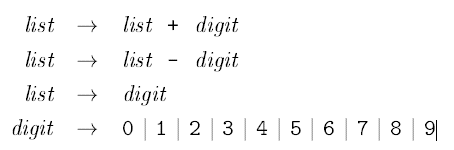 list → list + digit
list → list - digit
list → digit
digit → 0 | 1 | 2 | 3 | 4 | 5 | 6 | 7 | 8 | 9